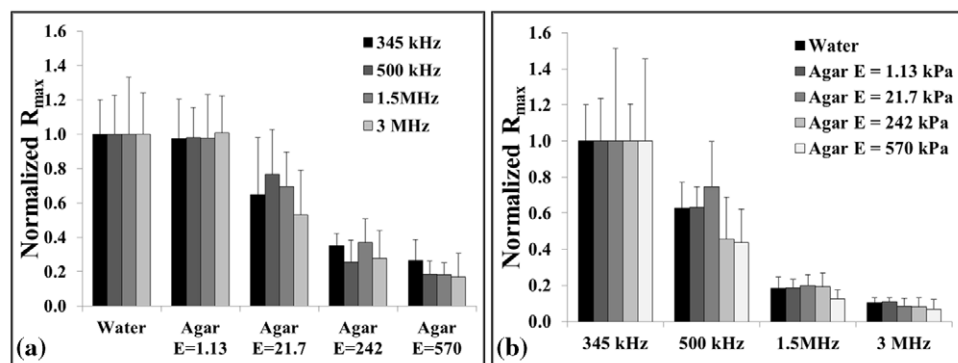 1.6
1.4
1.2
1.0
0.8
0.6
0.4
0.2
0.0
Normalized Rmax
345 kHz
500 kHz
1.5MHz
3 MHz
Water
Agar E=1.13
Agar E=21.7
Agar E=242
Agar E=570
(a)
1.6
1.4
1.2
1.0
0.8
0.6
0.4
0.2
0.0
Normalized Rmax
Water
Agar E = 1.13 kPa
Agar E = 21.7 kPa
Agar E = 242 kPa
Agar E = 570 kPa
345 kHz
500 kHz
1.5MHz
3 MHz
(b)